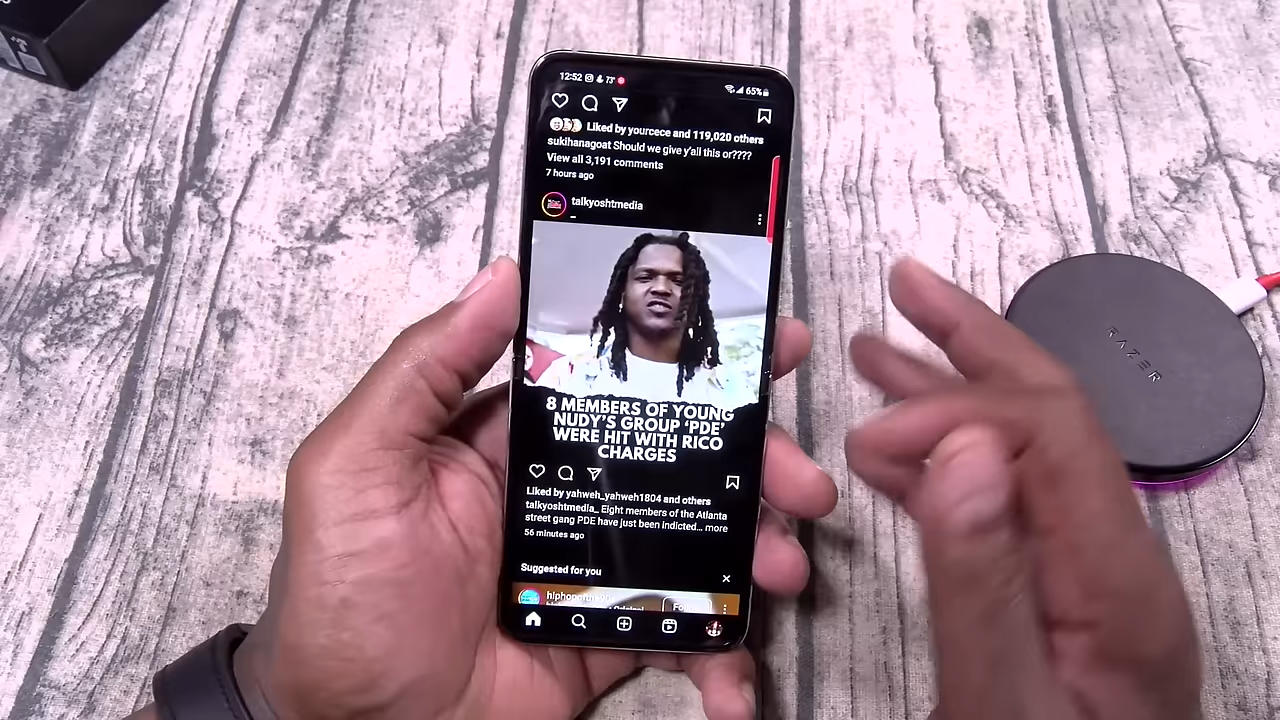 12:52 73°
65%
Liked by yourcece and 119,020 others
sukihanagoat Should we give y'all this or????
View all 3,191 comments
7 hours ago
talkyoshtmedia
8 MEMBERS OF YOUNG
NUDY'S GROUP 'PDE'
WERE HIT WITH RICO
CHARGES
Liked by yahweh_yahweh1804 and others
talkyoshtmedia_ Eight members of the Atlanta
street gang PDE have just been indicted... more
56 minutes ago
Suggested for you
RAZER